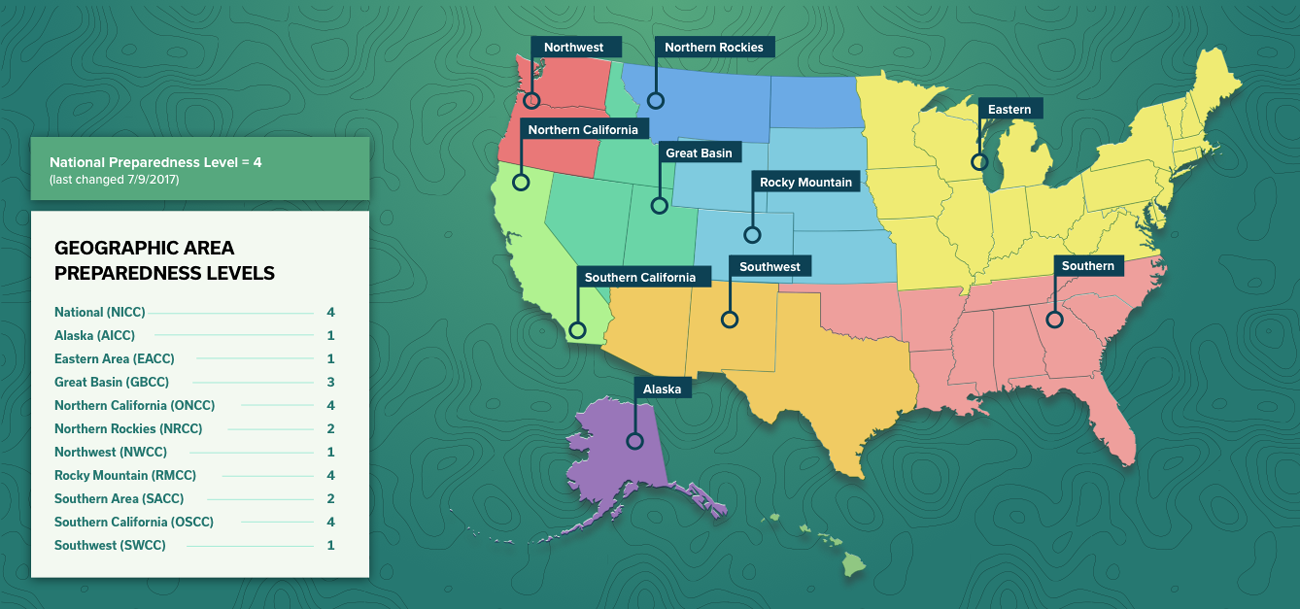 Northwest
Northern Rockies
Eastern
Northern California
Great Basin
Rocky Mountain
Southern California
Southwest
Southern
Alaska
National Preparedness Level = 4
(last changed 7/9/2017)
GEOGRAPHIC AREA
PREPAREDNESS LEVELS
National (NICC) 4
Alaska (AICC) 1
Eastern Area (EACC) 1
Great Basin (GBCC) 3
Northern California (ONCC) 4
Northern Rockies (NRCC) 2
Northwest (NWCC) 1
Rocky Mountain (RMCC) 4
Southern Area (SACC) 2
Southern California (OSCC) 4
Southwest (SWCC) 1